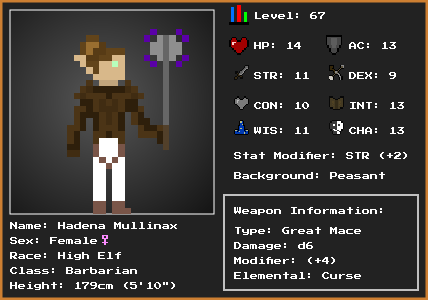 Level: 67
HP: 14
AC: 13
STR: 11
DEX: 9
CON: 10
INT: 13
WIS: 11
CHA: 13
Stat Modifier: STR (+2)
Background: Peasant
Weapon Information:
Type: Great Mace
Damage: d6
Modifier: (+4)
Elemental: Curse
Name: Hadena Mullinax
Sex: Female♀
Race: High Elf
Class: Barbarian
Height: 179cm (5'10")